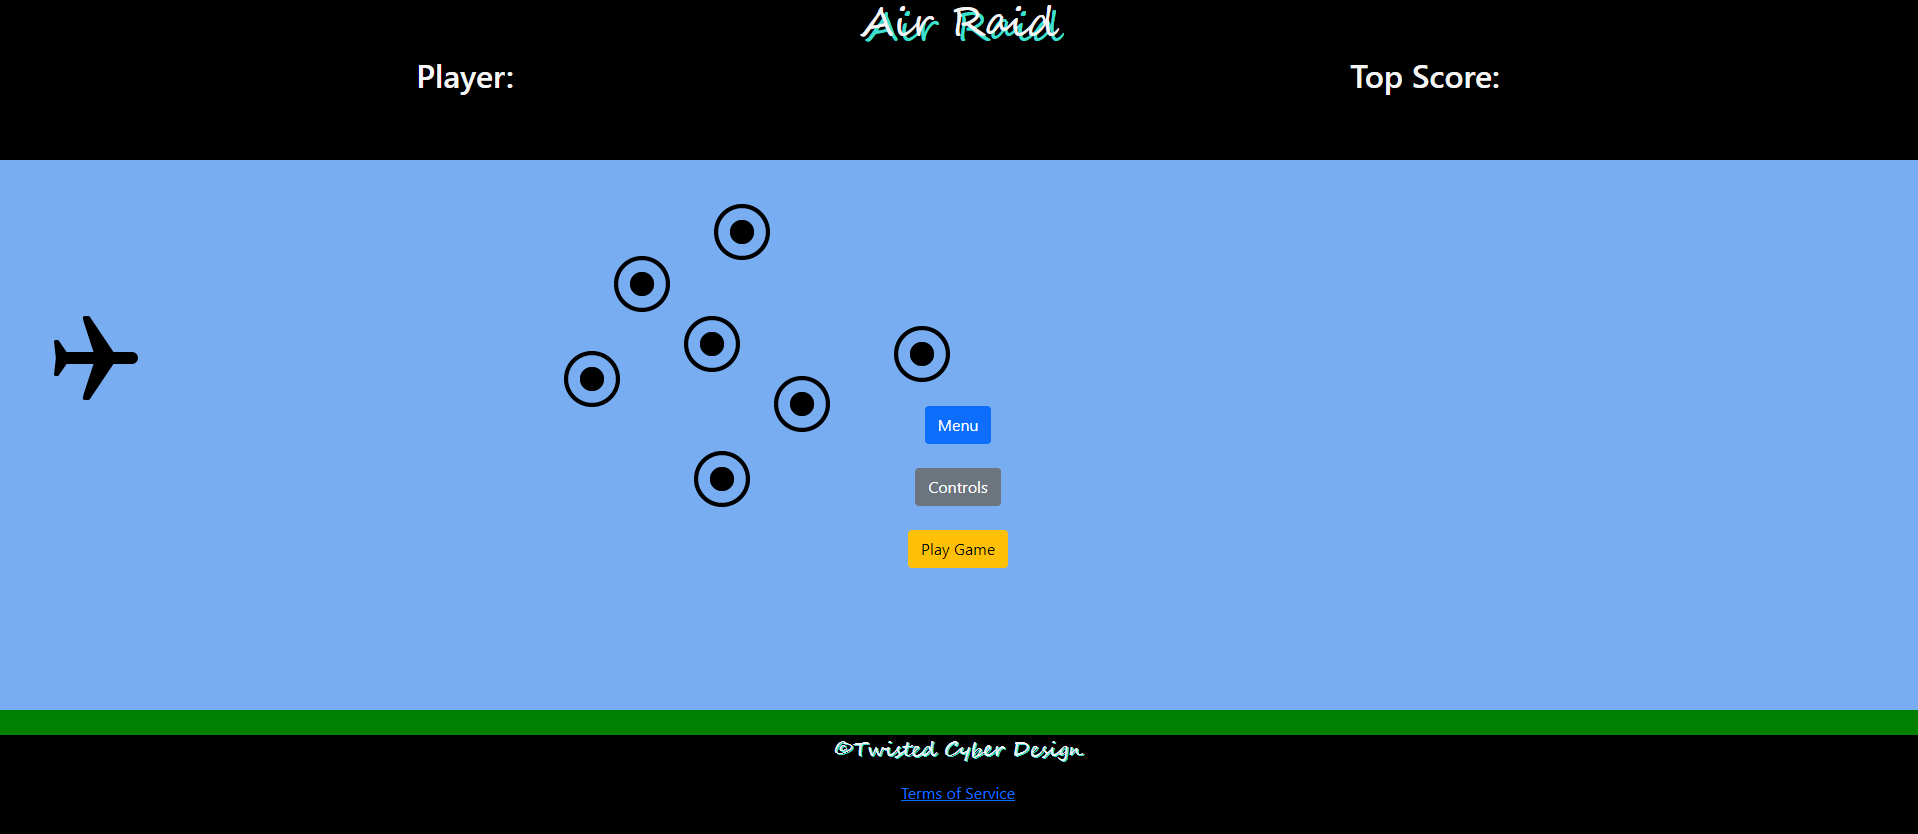 Air Raid
Player:
Top Score:
Menu
Controls
Play Game
©Twisted Cyber Design
Terms of Service